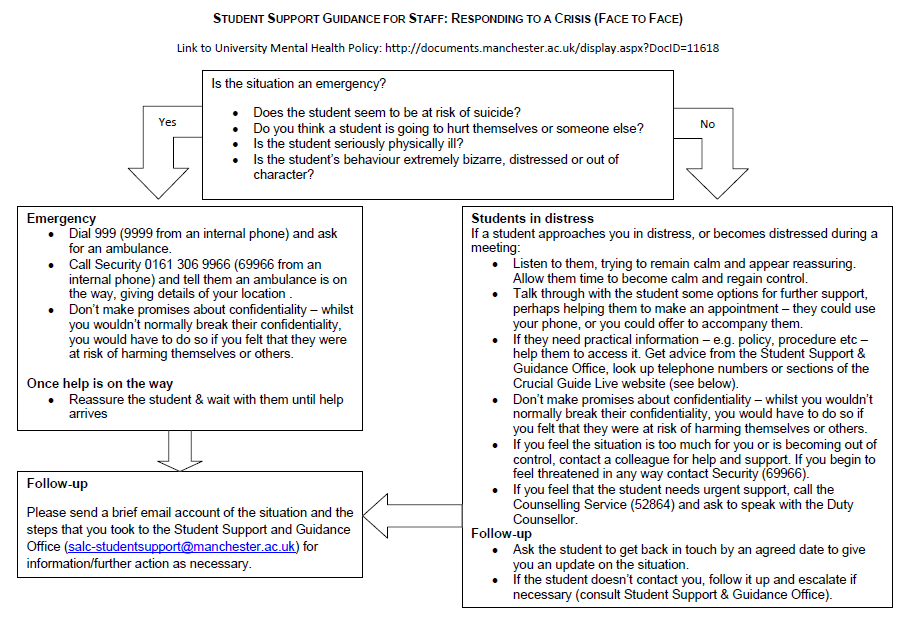 STUDENT SUPPORT GUIDANCE FOR STAFF: RESPONDING TO A CRISIS (FACE TO FACE)
Link to University Mental Health Policy: http://documents.manchester.ac.uk/display.aspx?DocID=11618
Is the situation an emergency?
• Does the student seem to be at risk of suicide?
• Do you think a student is going to hurt themselves or someone else?
• Is the student seriously physically ill?
• Is the student's behaviour extremely bizarre, distressed or out of
character?
Yes
No
Emergency
• Dial 999 (9999 from an internal phone) and ask
for an ambulance.
• Call Security 0161 306 9966 (69966 from an
internal phone) and tell them an ambulance is on
the way, giving details of your location .
• Don't make promises about confidentiality – whilst
you wouldn't normally break their confidentiality,
you would have to do so if you felt that they were
at risk of harming themselves or others.
Once help is on the way
• Reassure the student & wait with them until help
arrives
Follow-up
Please send a brief email account of the situation and the
steps that you took to the Student Support and Guidance
Office (salc-studentsupport@manchester.ac.uk) for
information/further action as necessary.
Students in distress
If a student approaches you in distress, or becomes distressed during a
meeting:
• Listen to them, trying to remain calm and appear reassuring.
Allow them time to become calm and regain control.
• Talk through with the student some options for further support,
perhaps helping them to make an appointment – they could use
your phone, or you could offer to accompany them.
• If they need practical information – e.g. policy, procedure etc –
help them to access it. Get advice from the Student Support &
Guidance Office, look up telephone numbers or sections of the
Crucial Guide Live website (see below).
• Don't make promises about confidentiality – whilst you wouldn't
normally break their confidentiality, you would have to do so if
you felt that they were at risk of harming themselves or others.
• If you feel the situation is too much for you or is becoming out of
control, contact a colleague for help and support. If you begin to
feel threatened in any way contact Security (69966).
• If you feel that the student needs urgent support, call the
Counselling Service (52864) and ask to speak with the Duty
Counsellor.
Follow-up
• Ask the student to get back in touch by an agreed date to give
you an update on the situation.
• If the student doesn't contact you, follow it up and escalate if
necessary (consult Student Support & Guidance Office).